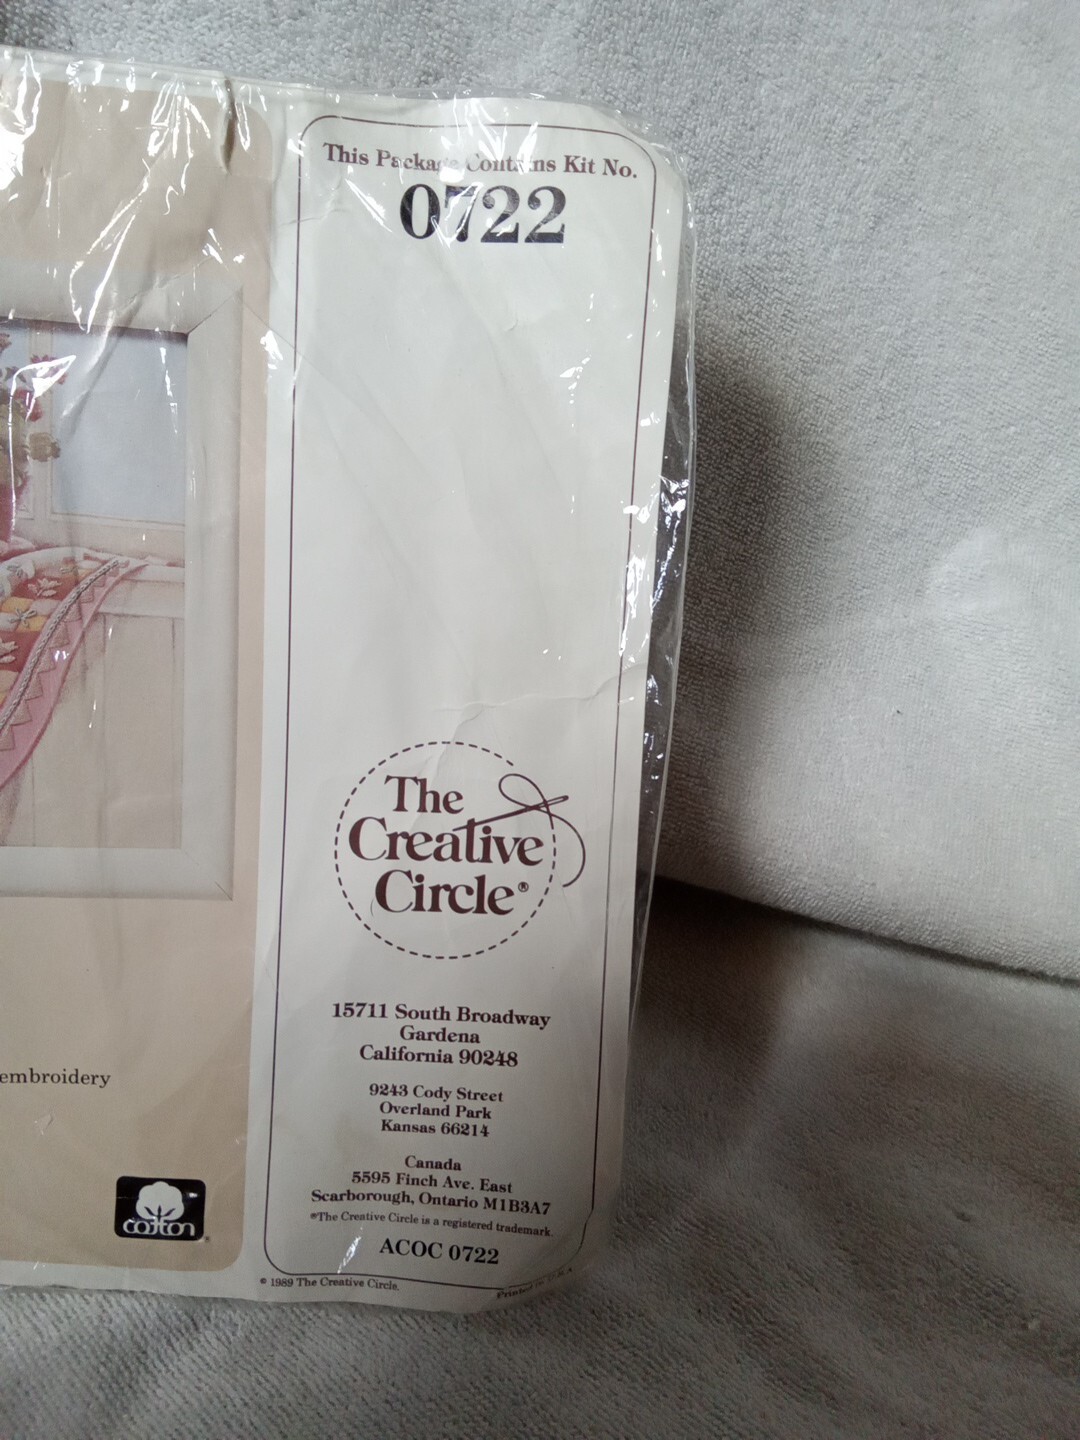 This Package Contains Kit No.
0722
The
Creative
Circle®
15711 South Broadway
Gardena
California 90248
9243 Cody Street
Overland Park
Kansas 66214
Canada
5595 Finch Ave. East
Scarborough, Ontario M1B3A7
®The Creative Circle is a registered trademark.
ACOC 0722
© 1989 The Creative Circle.
Printed in U.S.A.
embroidery
cotton®